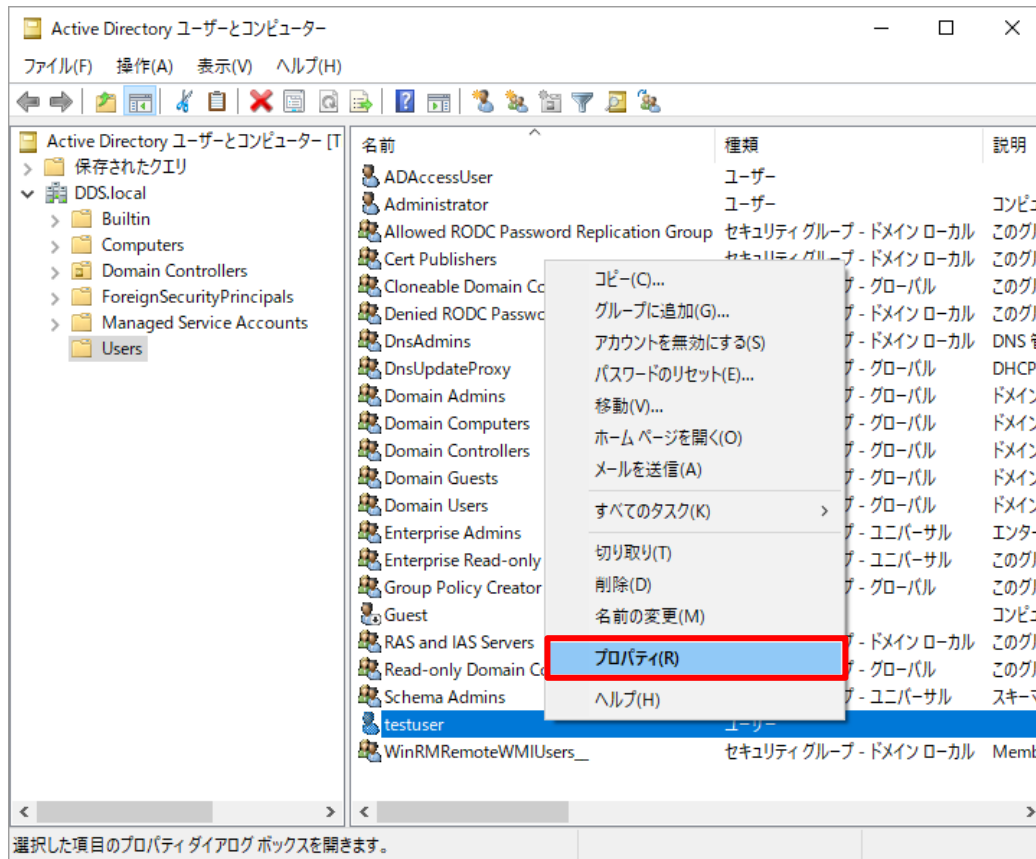 Active Directory ユーザーとコンピューター
ファイル(F) 操作(A) 表示(V) ヘルプ(H)
Active Directory ユーザーとコンピューター [T
保存されたクエリ
DDS.local
Builtin
Computers
Domain Controllers
ForeignSecurityPrincipals
Managed Service Accounts
Users
名前 種類 説明
ADAccessUser ユーザー
Administrator ユーザー コンピュ
Allowed RODC Password Replication Group セキュリティ グループ - ドメイン ローカル このグル
Cert Publishers セキュリティ グループ - ドメイン ローカル このグル
Cloneable Domain Co プ - グローバル このグル
Denied RODC Passwo プ - ドメイン ローカル このグル
DnsAdmins プ - ドメイン ローカル DNS 管
DnsUpdateProxy プ - グローバル DHCP
Domain Admins プ - グローバル ドメイン
Domain Computers プ - グローバル ドメイン
Domain Controllers プ - グローバル ドメイン
Domain Guests プ - グローバル ドメイン
Domain Users プ - グローバル ドメイン
Enterprise Admins プ - ユニバーサル エンター
Enterprise Read-only プ - ユニバーサル このグル
Group Policy Creator プ - グローバル このグル
Guest コンピュ
RAS and IAS Servers プ - ドメイン ローカル このグル
Read-only Domain Co プ - グローバル このグル
Schema Admins プ - ユニバーサル スキーマ
testuser ユーザー
WinRMRemoteWMIUsers__ セキュリティ グループ - ドメイン ローカル Memb
コピー(C)...
グループに追加(G)...
アカウントを無効にする(S)
パスワードのリセット(E)...
移動(V)...
ホーム ページを開く(O)
メールを送信(A)
すべてのタスク(K)
切り取り(T)
削除(D)
名前の変更(M)
プロパティ(R)
ヘルプ(H)
選択した項目のプロパティ ダイアログ ボックスを開きます。